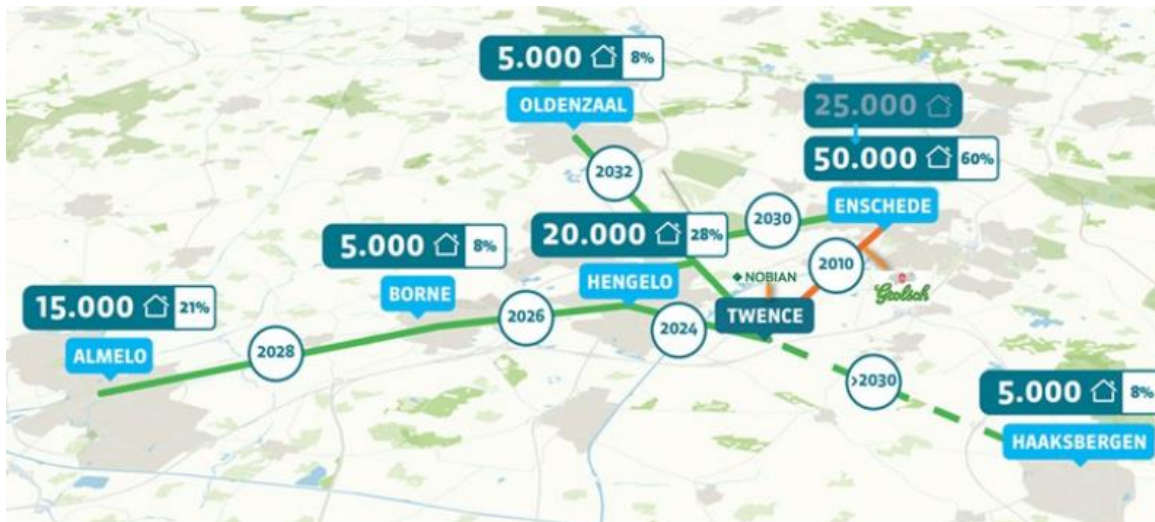 5.000 8%
OLDENZAAL
2032
25.000
50.000 60%
ENSCHEDE
2030
20.000 28%
HENGELO
2010
NOBIAN
Grolsch
5.000 8%
BORNE
2026
2024
TWENCE
15.000 21%
ALMELO
2028
>2030
5.000 8%
HAAKSBERGEN